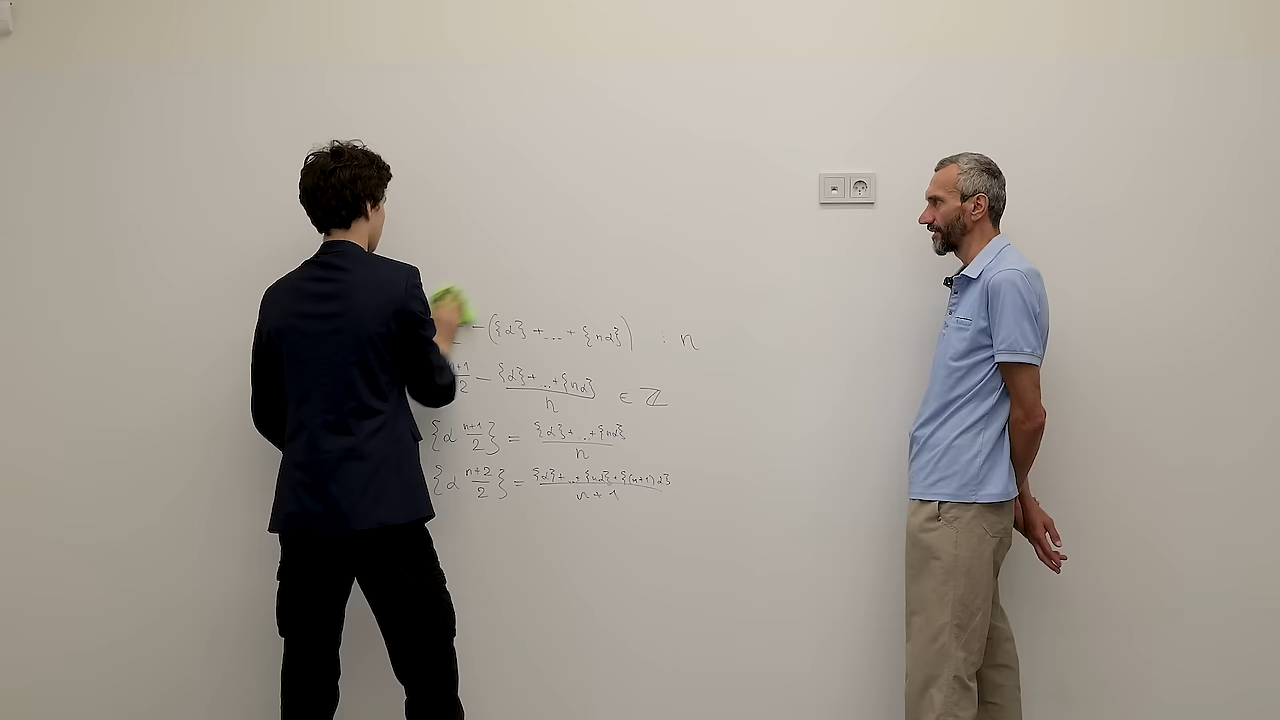 −({α}+...+{nα}) ⋮ n
n+1/2 − {α}+...+{nα}/n ∈ ℤ
{α n+1/2} = {α}+...+{nα}/n
{α n+2/2} = {α}+...+{nα}+{(n+1)α}/n+1